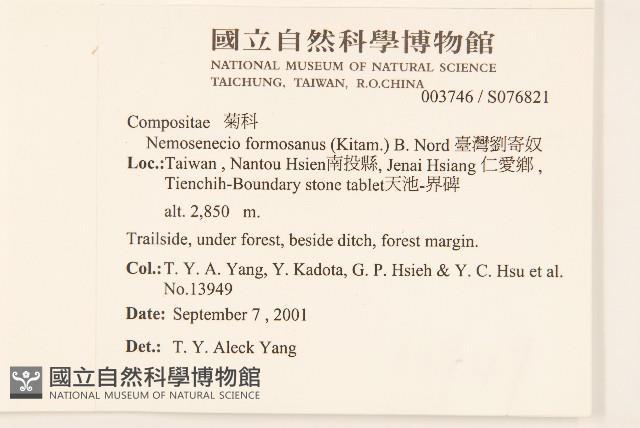 國立自然科學博物館
NATIONAL MUSEUM OF NATURAL SCIENCE
TAICHUNG, TAIWAN, R.O.CHINA
003746 / S076821
Compositae 菊科
Nemosenecio formosanus (Kitam.) B. Nord 臺灣劉寄奴
Loc.:Taiwan , Nantou Hsien南投縣, Jenai Hsiang 仁愛鄉 ,
Tienchih-Boundary stone tablet天池-界碑
alt. 2,850 m.
Trailside, under forest, beside ditch, forest margin.
Col.: T. Y. A. Yang, Y. Kadota, G. P. Hsieh & Y. C. Hsu et al.
No.13949
Date: September 7 , 2001
Det.: T. Y. Aleck Yang
國立自然科學博物館
NATIONAL MUSEUM OF NATURAL SCIENCE